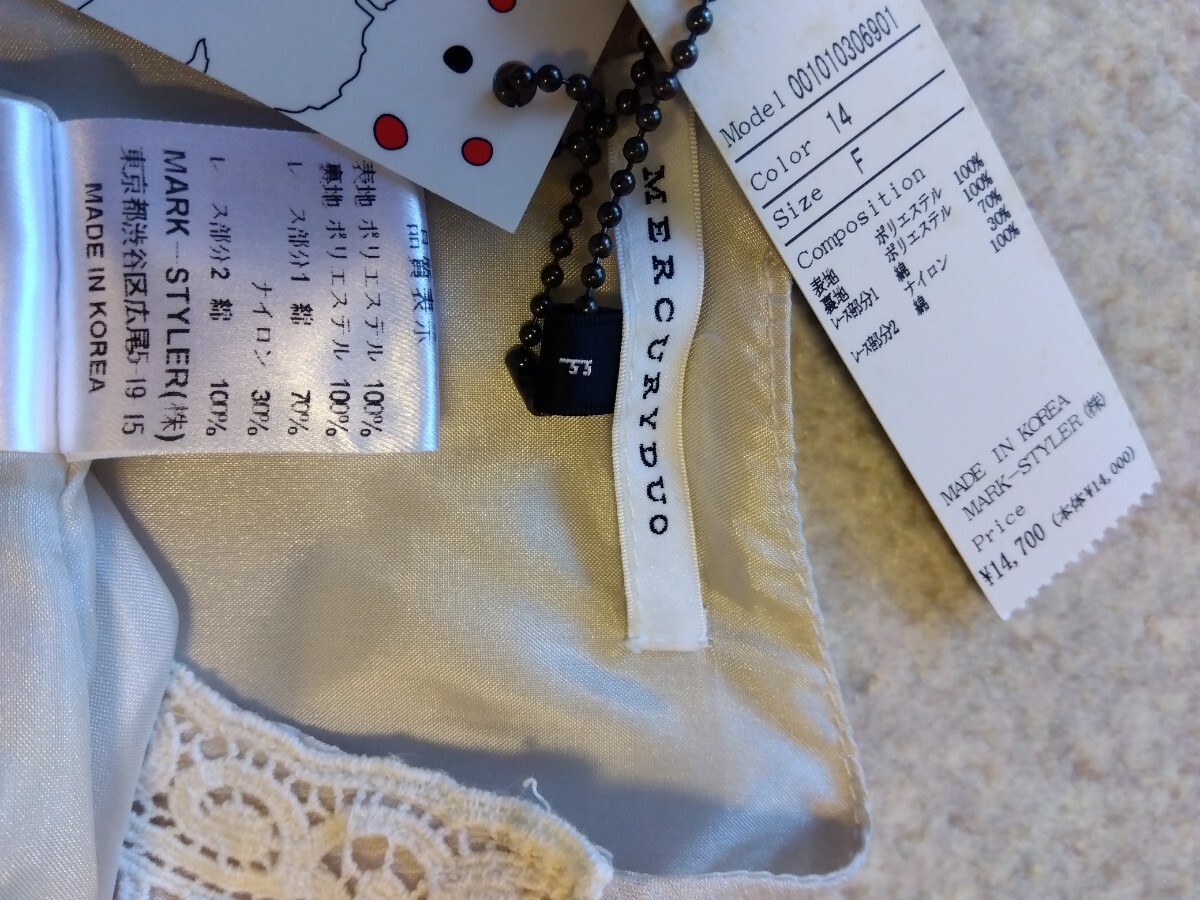 品質表示
表地 ポリエステル 100%
裏地 ポリエステル 100%
レース部分1 綿 70%
ナイロン 30%
レース部分2 綿 100%
MARK―STYLER(株)
東京都渋谷区広尾5 19 15
MADE IN KOREA
MERCURYDUO
Model 001010306901
Color 14
Size F
Composition
表地 ポリエステル 100%
裏地 ポリエステル 100%
レース部分1 綿 70%
ナイロン 30%
レース部分2 綿 100%
MADE IN KOREA
MARK―STYLER(株)
Price
¥14,700 (本体¥14,000)